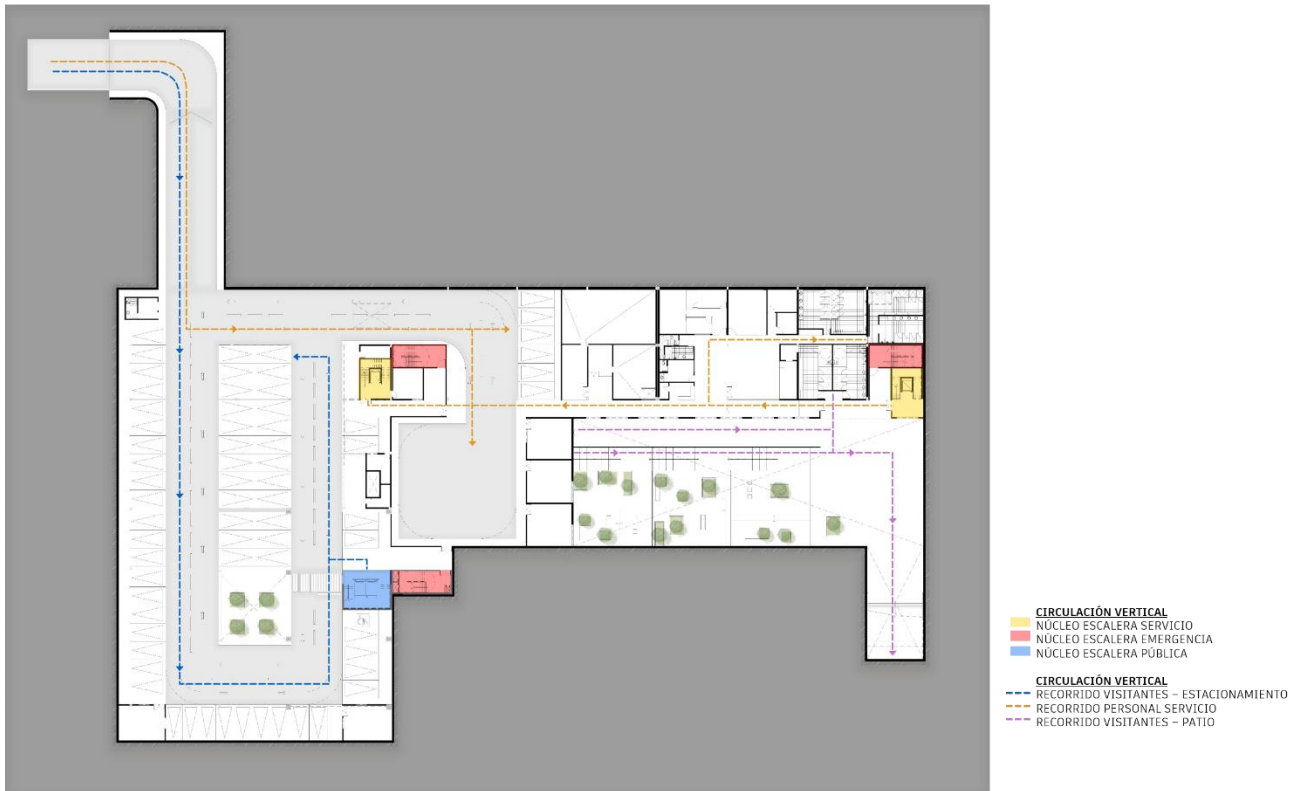 CIRCULACIÓN VERTICAL
NÚCLEO ESCALERA SERVICIO
NÚCLEO ESCALERA EMERGENCIA
NÚCLEO ESCALERA PÚBLICA
CIRCULACIÓN VERTICAL
RECORRIDO VISITANTES – ESTACIONAMIENTO
RECORRIDO PERSONAL SERVICIO
RECORRIDO VISITANTES – PATIO